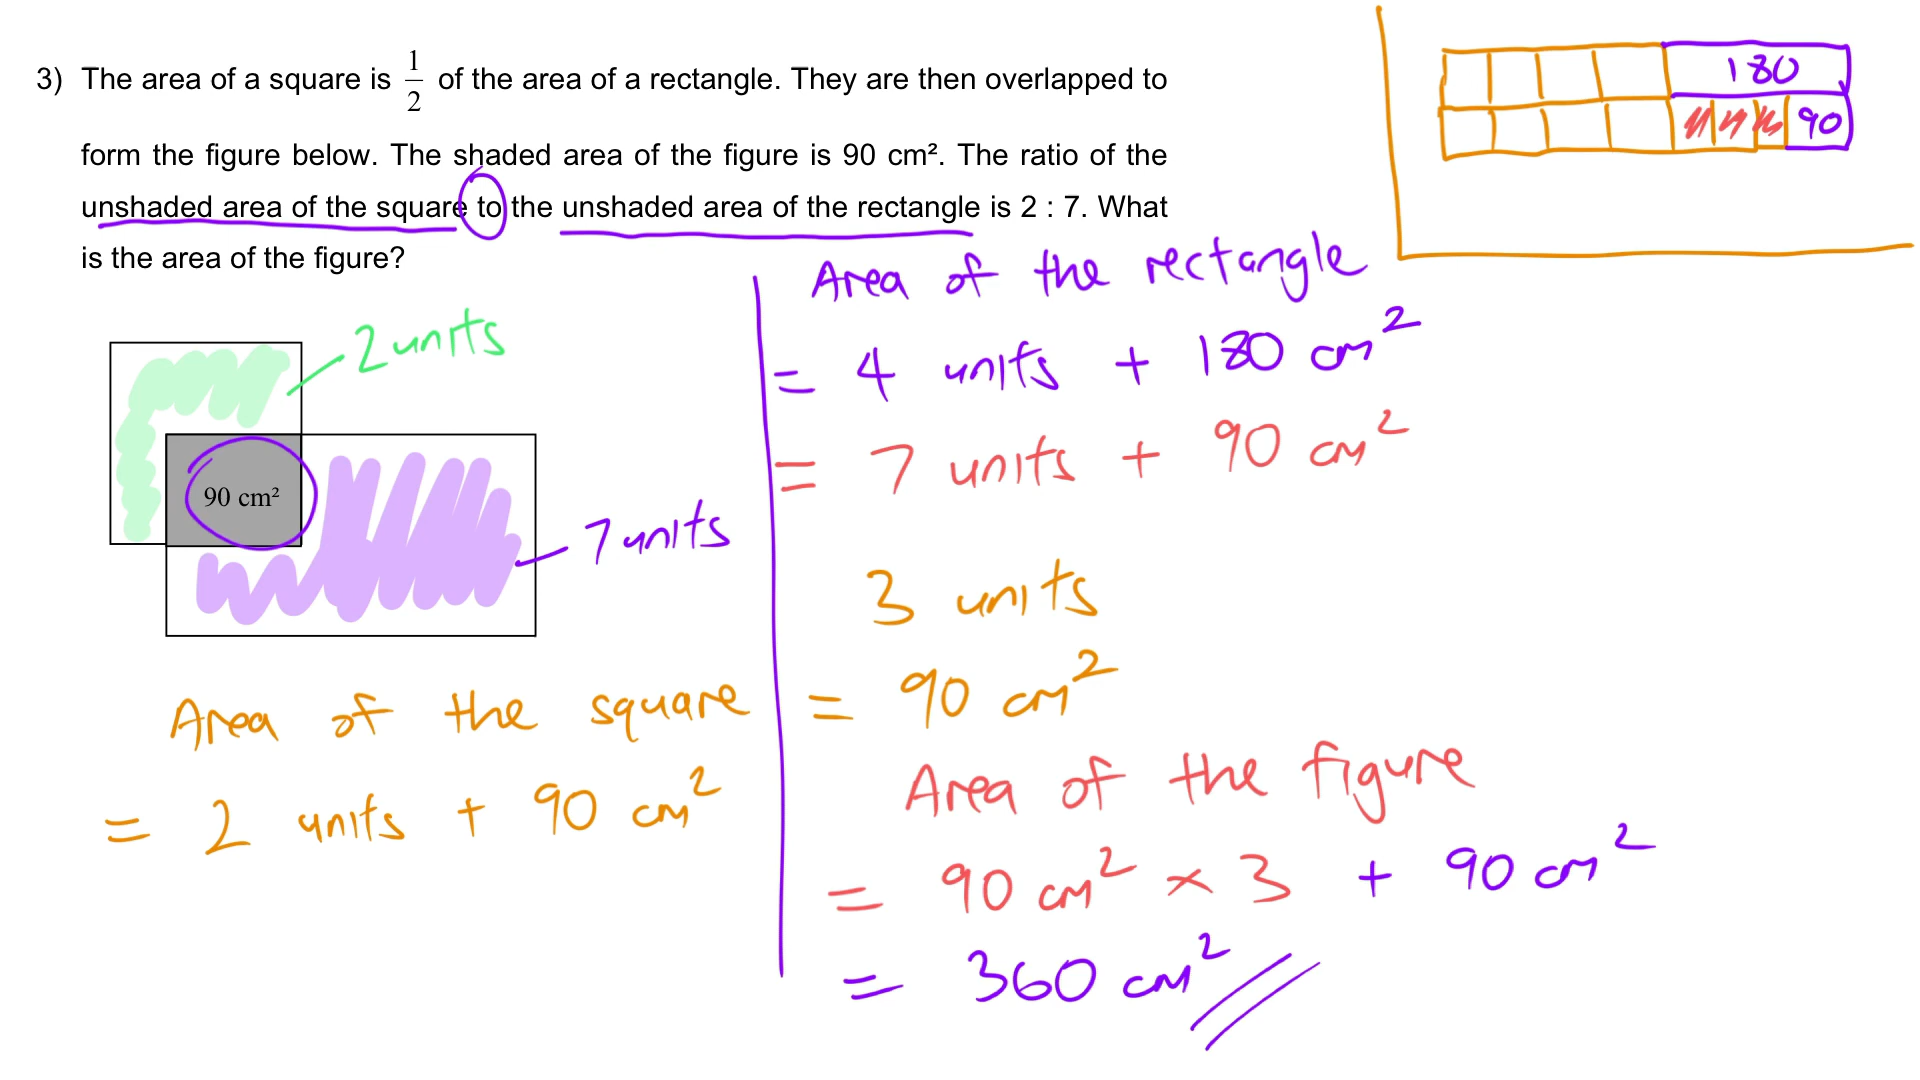 3) The area of a square is 1/2 of the area of a rectangle. They are then overlapped to
form the figure below. The shaded area of the figure is 90 cm². The ratio of the
unshaded area of the square to the unshaded area of the rectangle is 2 : 7. What
is the area of the figure?
180
90
2 units
90 cm²
7 units
Area of the square
= 2 units + 90 cm²
Area of the rectangle
= 4 units + 180 cm²
= 7 units + 90 cm²
3 units
= 90 cm²
Area of the figure
= 90 cm² × 3 + 90 cm²
= 360 cm²